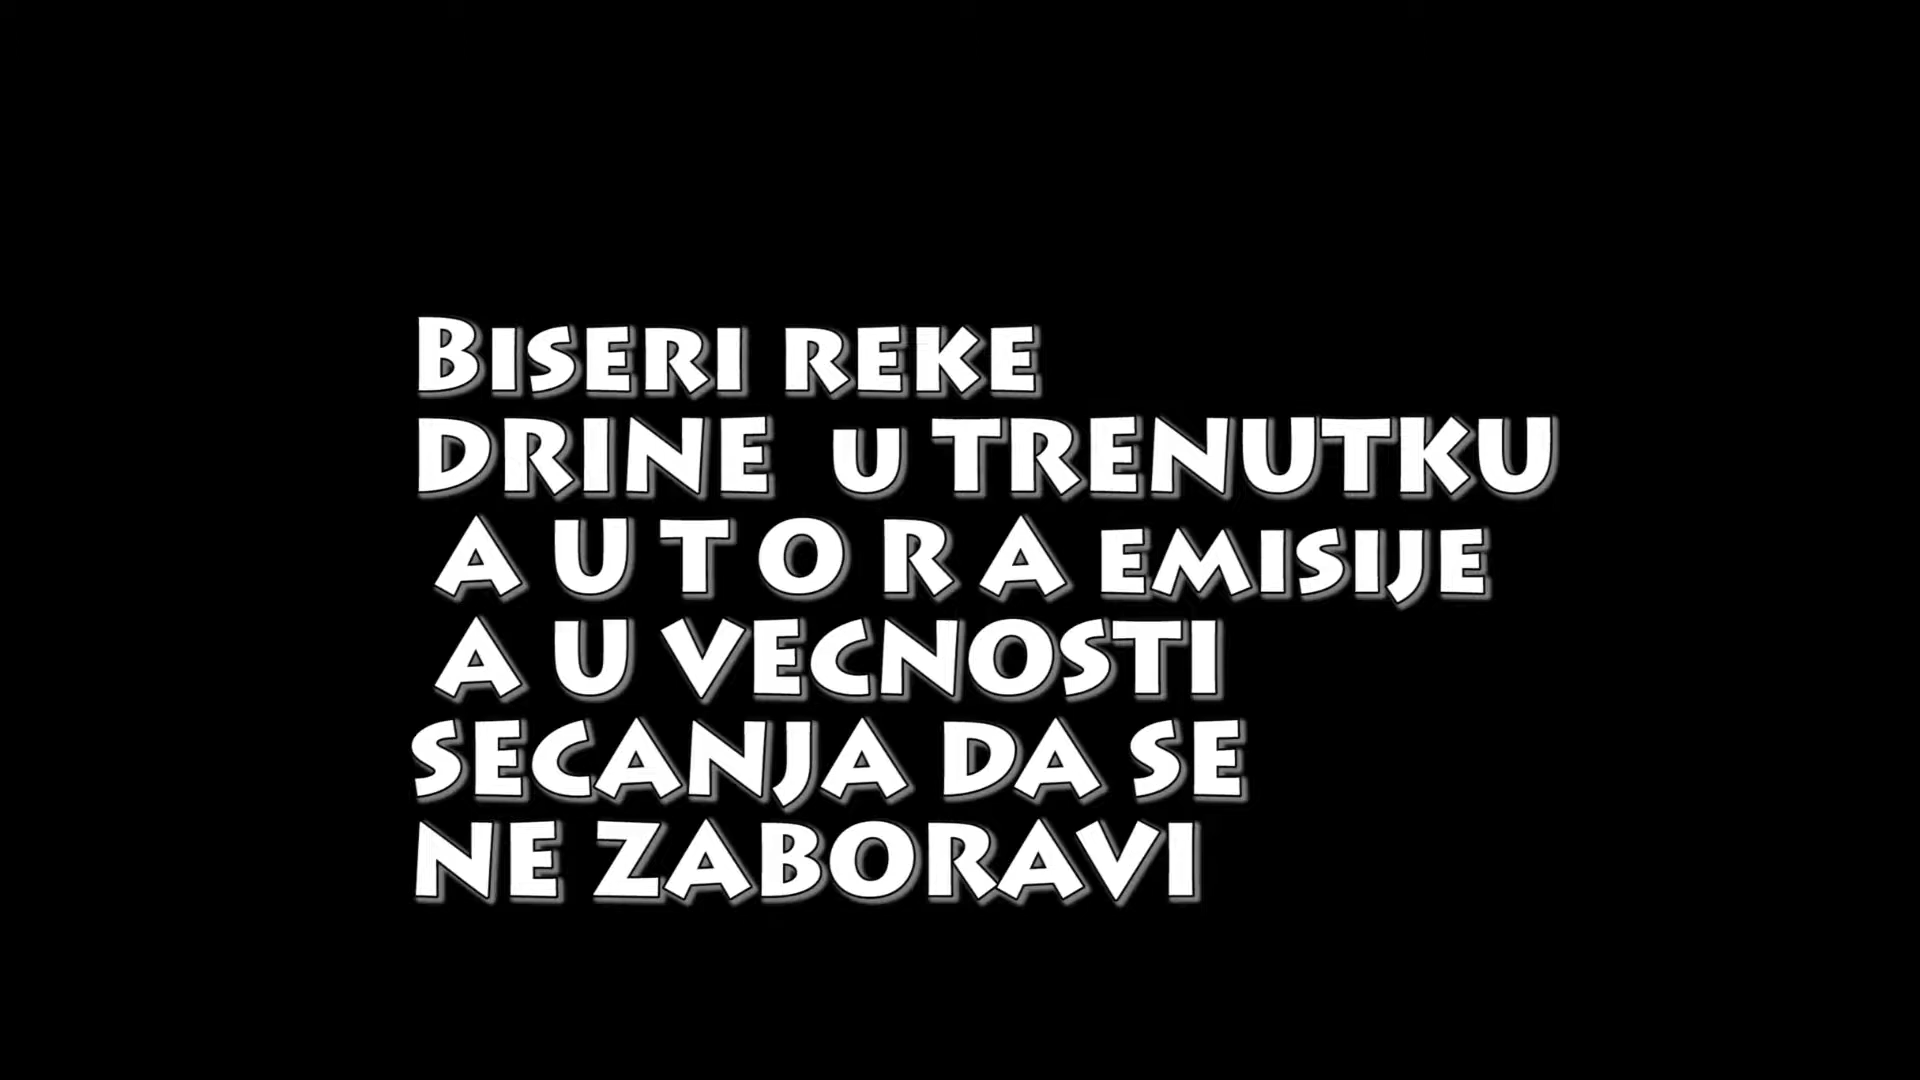 Biseri reke
DRINE u TRENUTKU
A U T O R A emisije
A U VECNOSTI
SECANJA DA SE
NE ZABORAVI